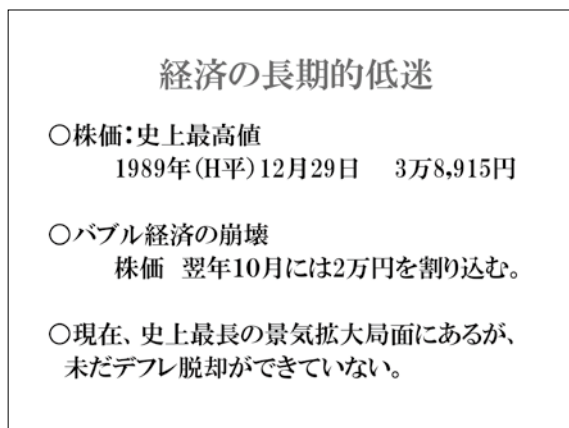 経済の長期的低迷
○株価：史上最高値
1989年(H平)12月29日　3万8,915円
○バブル経済の崩壊
株価　翌年10月には2万円を割り込む。
○現在、史上最長の景気拡大局面にあるが、
未だデフレ脱却ができていない。